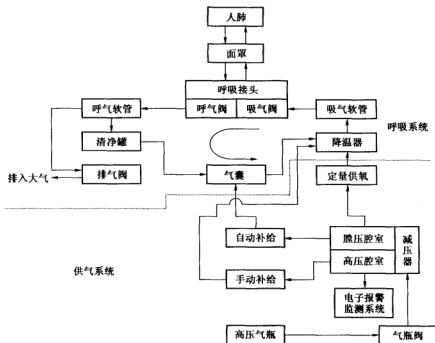 人肺
面罩
呼吸接头
呼气软管
呼气阀
吸气阀
吸气软管
呼吸系统
清净罐
降温器
排入大气
排气阀
气囊
定量供氧
自动补给
膛压腔室
减压器
高压腔室
供气系统
手动补给
电子报警
监测系统
高压气瓶
气瓶阀